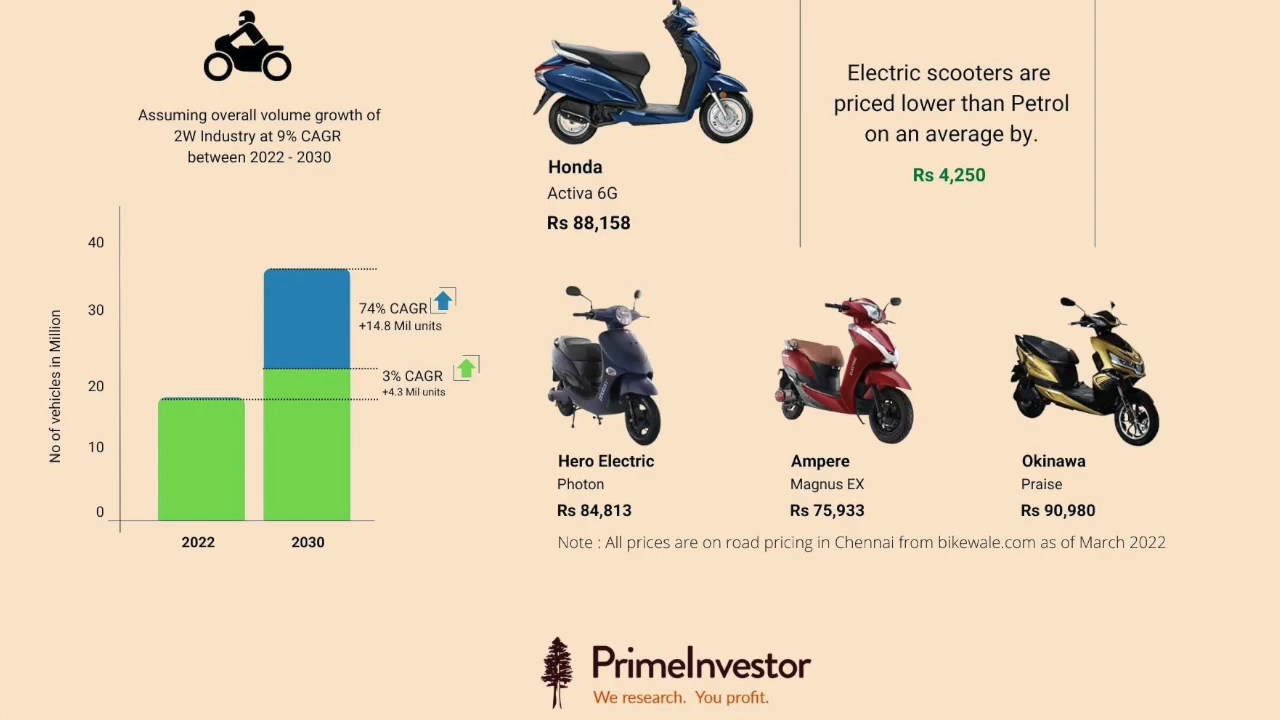 Assuming overall volume growth of
2W Industry at 9% CAGR
between 2022 - 2030
40
30
20
10
0
No of vehicles in Million
74% CAGR
+14.8 Mil units
3% CAGR
+4.3 Mil units
2022
2030
Honda
Activa 6G
Rs 88,158
Electric scooters are
priced lower than Petrol
on an average by.
Rs 4,250
Hero Electric
Photon
Rs 84,813
Ampere
Magnus EX
Rs 75,933
Okinawa
Praise
Rs 90,980
Note : All prices are on road pricing in Chennai from bikewale.com as of March 2022
PrimeInvestor
We research. You profit.